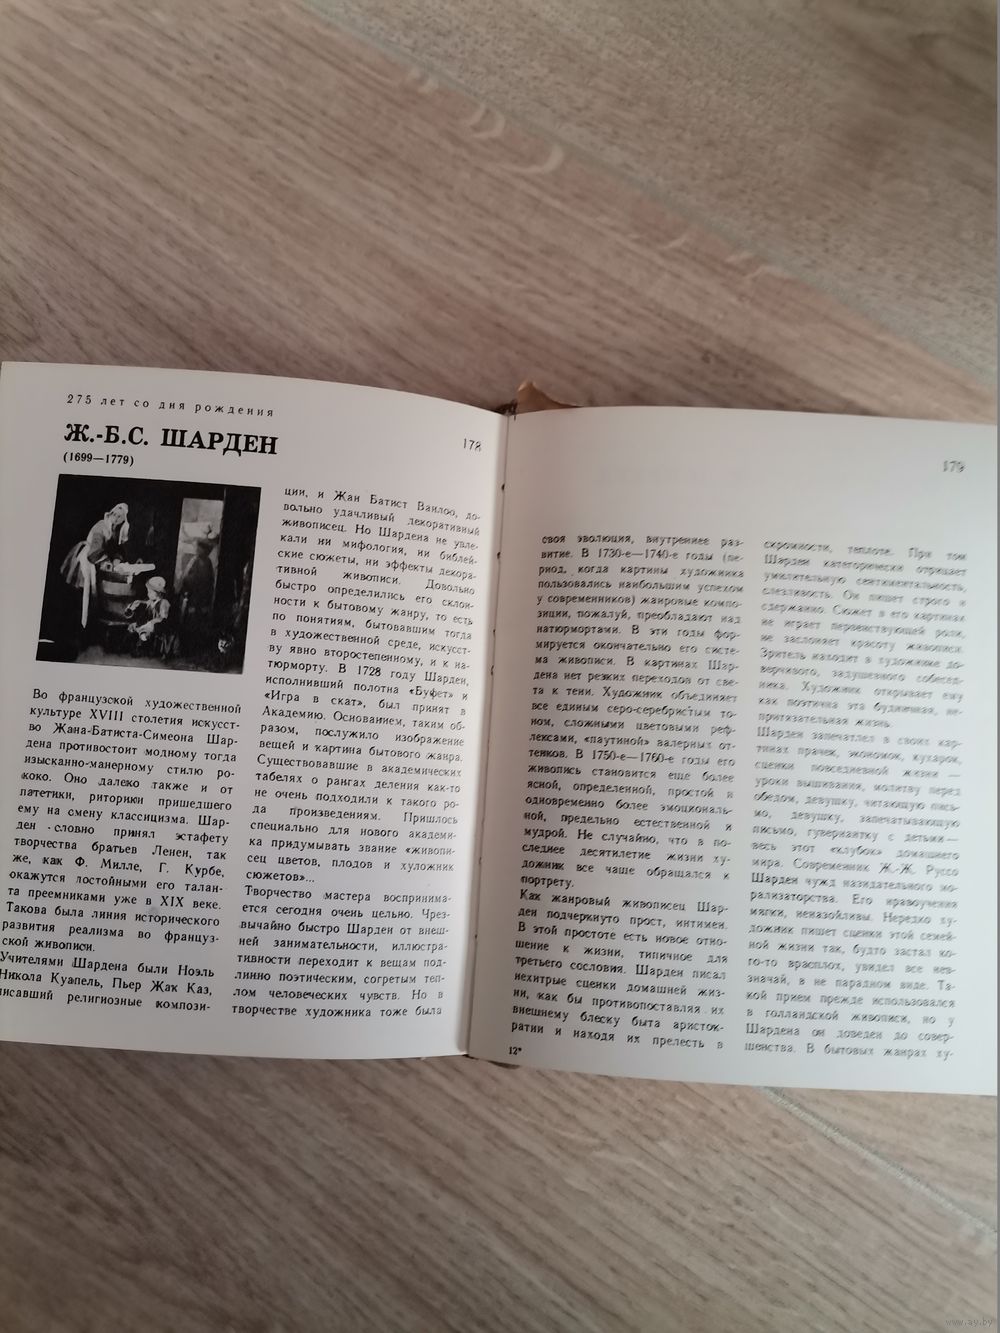 275 лет со дня рождения
Ж.-Б.С. ШАРДЕН
(1699—1779)
178
Во французской художественной
культуре XVIII столетия искусст-
во Жана-Батиста-Симеона Шар-
дена противостоит модному тогда
изысканно-манерному стилю ро-
коко. Оно далеко также и от
патетики, риторики пришедшего
ему на смену классицизма. Шар-
ден словно принял эстафету
творчества братьев Ленен, так
же, как Ф. Милле, Г. Курбе,
окажутся достойными его талан-
та преемниками уже в XIX веке.
Такова была линия исторического
развития реализма во француз-
ской живописи.
Учителями Шардена были Ноэль
Никола Куапель, Пьер Жак Каз,
писавший религиозные компози-
ции, и Жан Батист Ванлоо, до-
вольно удачливый декоративный
живописец. Но Шардена не увле-
кали ни мифология, ни библей-
ские сюжеты, ни эффекты декора-
тивной живописи. Довольно
быстро определились его склон-
ности к бытовому жанру, то есть
по понятиям, бытовавшим тогда
в художественной среде, искусст-
ву явно второстепенному, и к на-
тюрморту. В 1728 году Шарден,
исполнивший полотна «Буфет» и
«Игра в скат», был принят в
Академию. Основанием, таким об-
разом, послужило изображение
вещей и картина бытового жанра.
Существовавшие в академических
табелях о рангах деления как-то
не очень подходили к такого ро-
да произведениям. Пришлось
специально для нового академи-
ка придумывать звание «живопи-
сец цветов, плодов и художник
сюжетов»...
Творчество мастера воспринима-
ется сегодня очень цельно. Чрез-
вычайно быстро Шарден от внеш-
ней занимательности, иллюстра-
тивности переходит к вещам под-
линно поэтическим, согретым теп-
лом человеческих чувств. Но в
творчестве художника тоже была
179
своя эволюция, внутреннее раз-
витие. В 1730-е—1740-е годы (пе-
риод, когда картины художника
пользовались наибольшим успехом
у современников) жанровые компо-
зиции, пожалуй, преобладают над
натюрмортами. В эти годы фор-
мируется окончательно его систе-
ма живописи. В картинах Шар-
дена нет резких переходов от све-
та к тени. Художник объединяет
все единым серо-серебристым то-
ном, сложными цветовыми реф-
лексами, «паутиной» валерных от-
тенков. В 1750-е—1760-е годы его
живопись становится еще более
ясной, определенной, простой и
одновременно более эмоциональ-
ной, предельно естественной и
мудрой. Не случайно, что в по-
следнее десятилетие жизни ху-
дожник все чаще обращался к
портрету.
Как жанровый живописец Шар-
ден подчеркнуто прост, интимен.
В этой простоте есть новое отно-
шение к жизни, типичное для
третьего сословия. Шарден писал
нехитрые сценки домашней жиз-
ни, как бы противопоставляя их
внешнему блеску быта аристок-
ратии и находя их прелесть в
12*
скромности, теплоте. При том
Шарден категорически отрицает
умилительную сентиментальность,
слезливость. Он пишет строго и
сдержанно. Сюжет в его картинах
не играет первенствующей роли,
не заслоняет красоту живописи.
Зритель находит в художнике до-
верчивого, задушевного собесед-
ника. Художник открывает ему
как поэтична эта будничная, не-
притязательная жизнь.
Шарден запечатлел в своих кар-
тинах прачек, экономок, кухарок,
сценки повседневной жизни —
уроки вышивания, молитву перед
обедом, девушку, читающую пись-
мо, девушку, запечатывающую
письмо, гувернантку с детьми —
весь этот «клубок» домашнего
мира. Современник Ж.-Ж. Руссо
Шарден чужд назидательного мо-
рализаторства. Его нравоучения
мягки, ненавязчивы. Нередко ху-
дожник пишет сценки этой семей-
ной жизни так, будто застал ко-
го-то врасплох, увидел все нев-
значай, в не парадном виде. Та-
кой прием прежде использовался
в голландской живописи, но у
Шардена он доведен до совер-
шенства. В бытовых жанрах ху-
www.ay.by